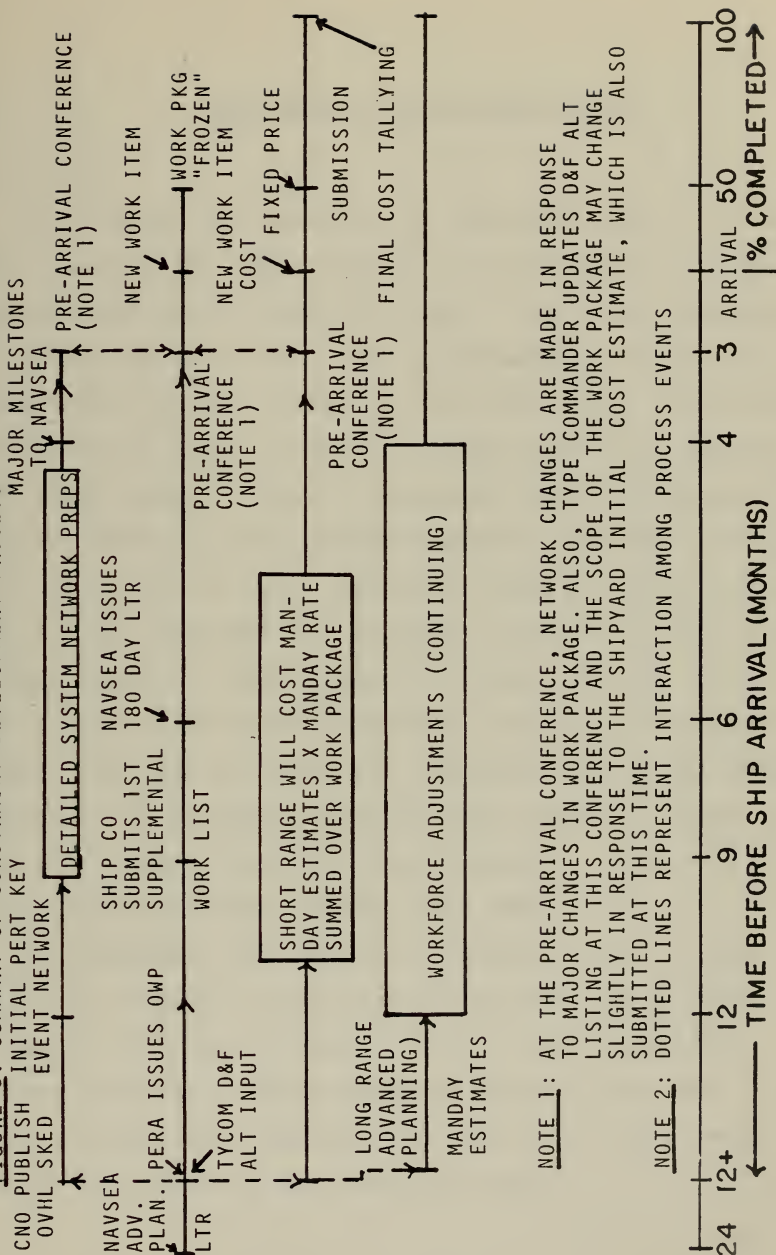 CNO PUBLISH INITIAL PERT KEY
OVHL SKED EVENT NETWORK
MAJOR MILESTONES
TO NAVSEA
DETAILED SYSTEM NETWORK PREPS
PRE-ARRIVAL CONFERENCE
(NOTE 1)
NAVSEA
ADV.
PLAN.
LTR
PERA ISSUES OWP
TYCOM D&F
ALT INPUT
SHIP CO
SUBMITS 1ST
SUPPLEMENTAL
WORK LIST
NAVSEA ISSUES
180 DAY LTR
PRE-ARRIVAL
CONFERENCE
(NOTE 1)
NEW WORK ITEM
WORK PKG
"FROZEN"
SHORT RANGE WILL COST MAN-
DAY ESTIMATES X MANDAY RATE
SUMMED OVER WORK PACKAGE
NEW WORK ITEM
COST
FIXED PRICE
SUBMISSION
PRE-ARRIVAL
CONFERENCE
(NOTE 1)
FINAL COST TALLYING
LONG RANGE
ADVANCED
PLANNING)
MANDAY
ESTIMATES
WORKFORCE ADJUSTMENTS (CONTINUING)
NOTE 1: AT THE PRE-ARRIVAL CONFERENCE, NETWORK CHANGES ARE MADE IN RESPONSE
TO MAJOR CHANGES IN WORK PACKAGE. ALSO, TYPE COMMANDER UPDATES D&F ALT
LISTING AT THIS CONFERENCE AND THE SCOPE OF THE WORK PACKAGE MAY CHANGE
SLIGHTLY IN RESPONSE TO THE SHIPYARD INITIAL COST ESTIMATE, WHICH IS ALSO
SUBMITTED AT THIS TIME.
NOTE 2: DOTTED LINES REPRESENT INTERACTION AMONG PROCESS EVENTS
24 12+ 12 9 6 4 3 ARRIVAL 50 100
TIME BEFORE SHIP ARRIVAL (MONTHS) % COMPLETED